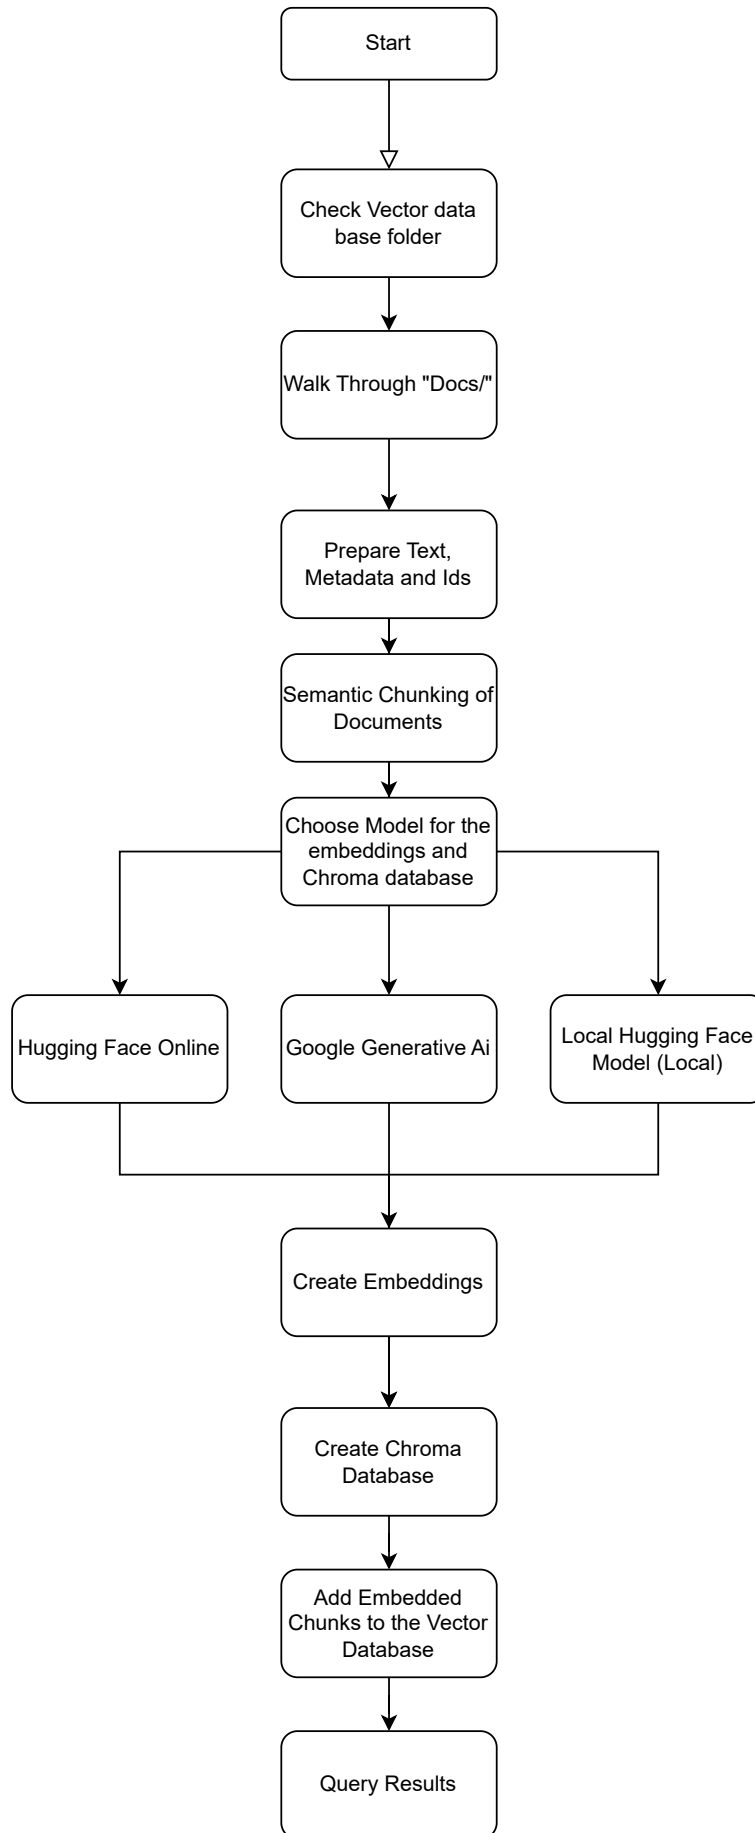 Start
Check Vector data
base folder
Walk Through "Docs/"
Prepare Text,
Metadata and Ids
Semantic Chunking of
Documents
Choose Model for the
embeddings and
Chroma database
Hugging Face Online
Google Generative Ai
Local Hugging Face
Model (Local)
Create Embeddings
Create Chroma
Database
Add Embedded
Chunks to the Vector
Database
Query Results